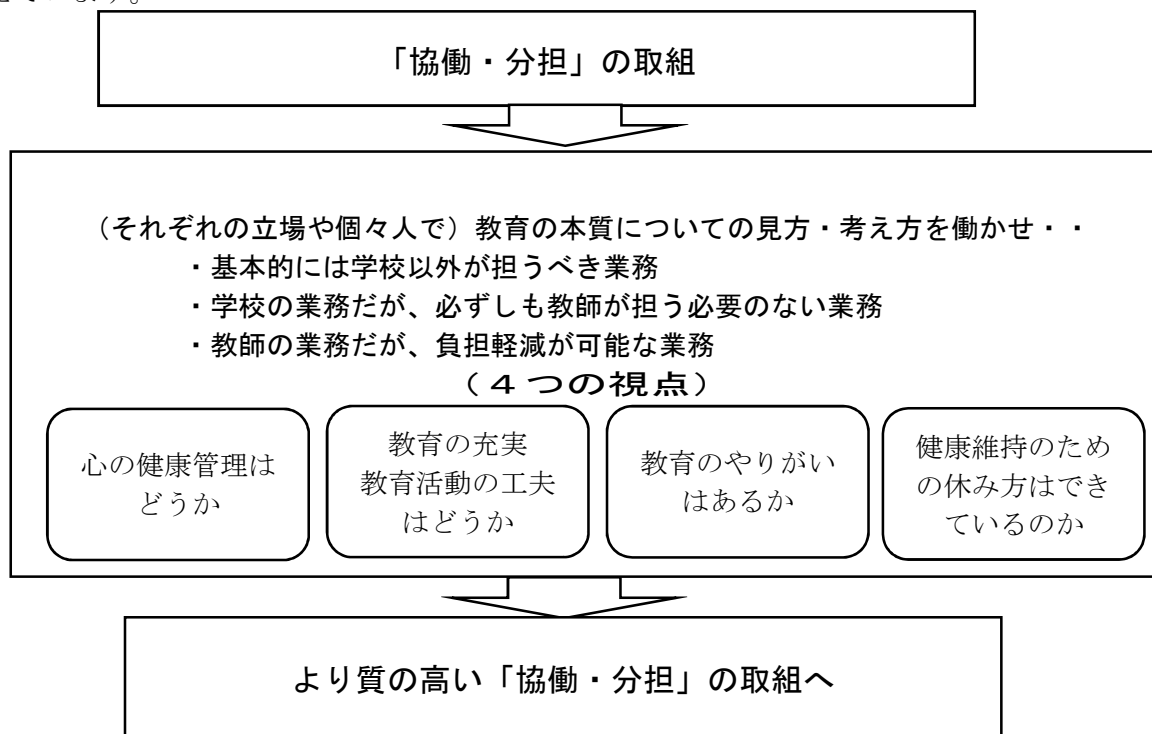 「協働・分担」の取組
（それぞれの立場や個々人で）教育の本質についての見方・考え方を働かせ・・
・基本的には学校以外が担うべき業務
・学校の業務だが、必ずしも教師が担う必要のない業務
・教師の業務だが、負担軽減が可能な業務
（４つの視点）
心の健康管理は
どうか
教育の充実
教育活動の工夫
はどうか
教育のやりがい
はあるか
健康維持のため
の休み方はでき
ているのか
より質の高い「協働・分担」の取組へ